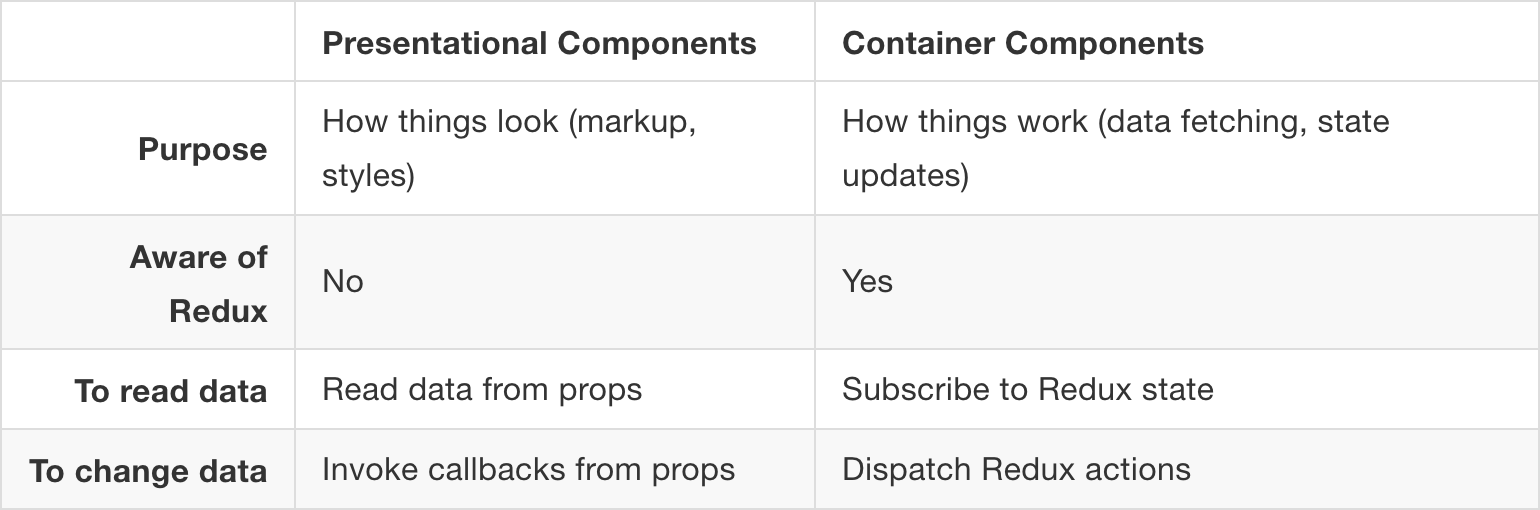 Presentational Components
Container Components
Purpose
How things look (markup,
styles)
How things work (data fetching, state
updates)
Aware of
Redux
No
Yes
To read data
Read data from props
Subscribe to Redux state
To change data
Invoke callbacks from props
Dispatch Redux actions